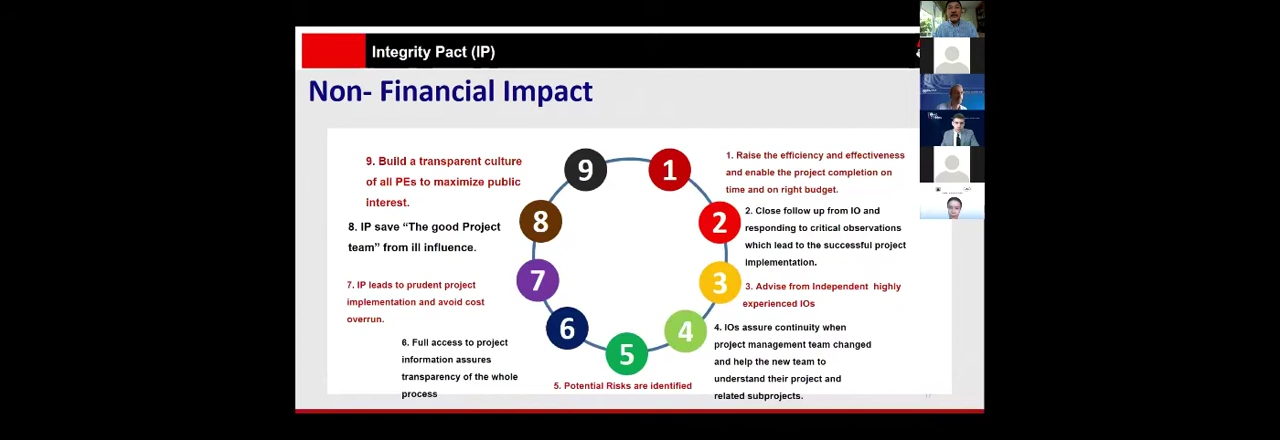 Integrity Pact (IP)
Non- Financial Impact
9
1
8
2
7
3
6
4
5
1. Raise the efficiency and effectiveness
and enable the project completion on
time and on right budget.
2. Close follow up from IO and
responding to critical observations
which lead to the successful project
implementation.
3. Advise from Independent highly
experienced IOs
4. IOs assure continuity when
project management team changed
and help the new team to
understand their project and
related subprojects.
5. Potential Risks are identified
6. Full access to project
information assures
transparency of the whole
process
7. IP leads to prudent project
implementation and avoid cost
overrun.
8. IP save “The good Project
team” from ill influence.
9. Build a transparent culture
of all PEs to maximize public
interest.